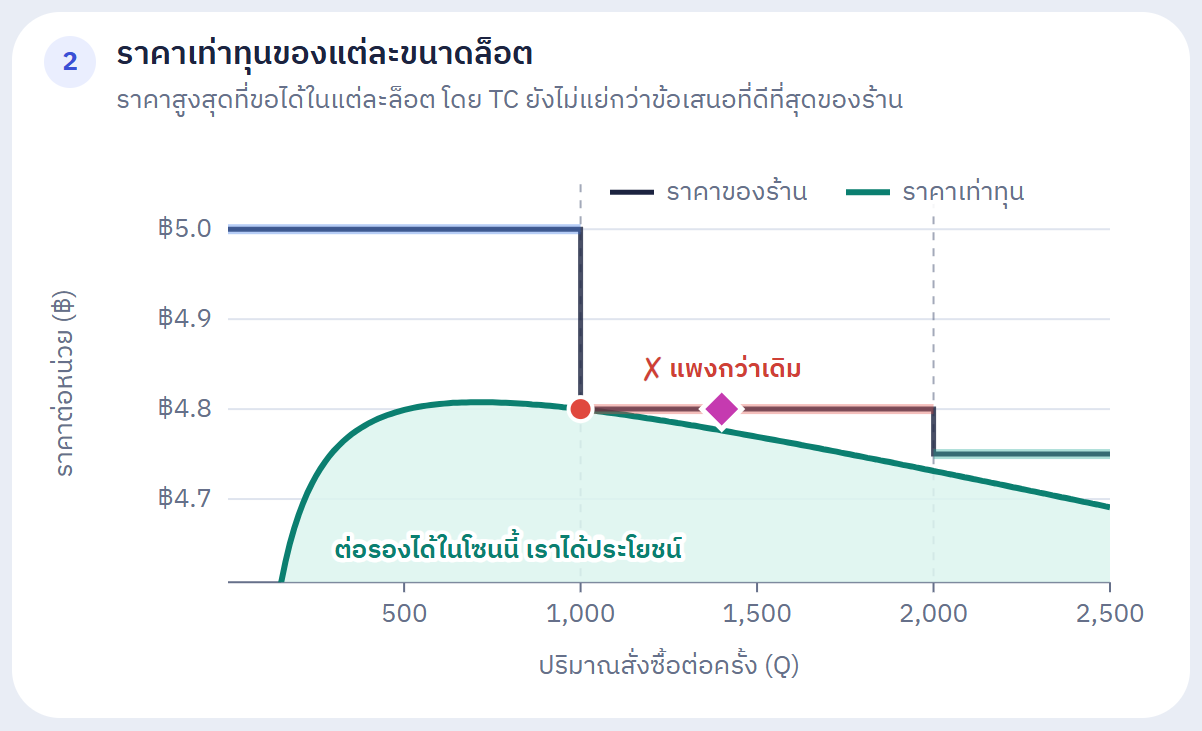 2
ราคาเท่าทุนของแต่ละขนาดล็อต
ราคาสูงสุดที่ขอได้ในแต่ละล็อต โดย TC ยังไม่แย่กว่าข้อเสนอที่ดีที่สุดของร้าน
ราคาของร้าน
ราคาเท่าทุน
฿5.0
฿4.9
฿4.8
฿4.7
ราคาต่อหน่วย (฿)
✗ แพงกว่าเดิม
ต่อรองได้ในโซนนี้ เราได้ประโยชน์
500
1,000
1,500
2,000
2,500
ปริมาณสั่งซื้อต่อครั้ง (Q)